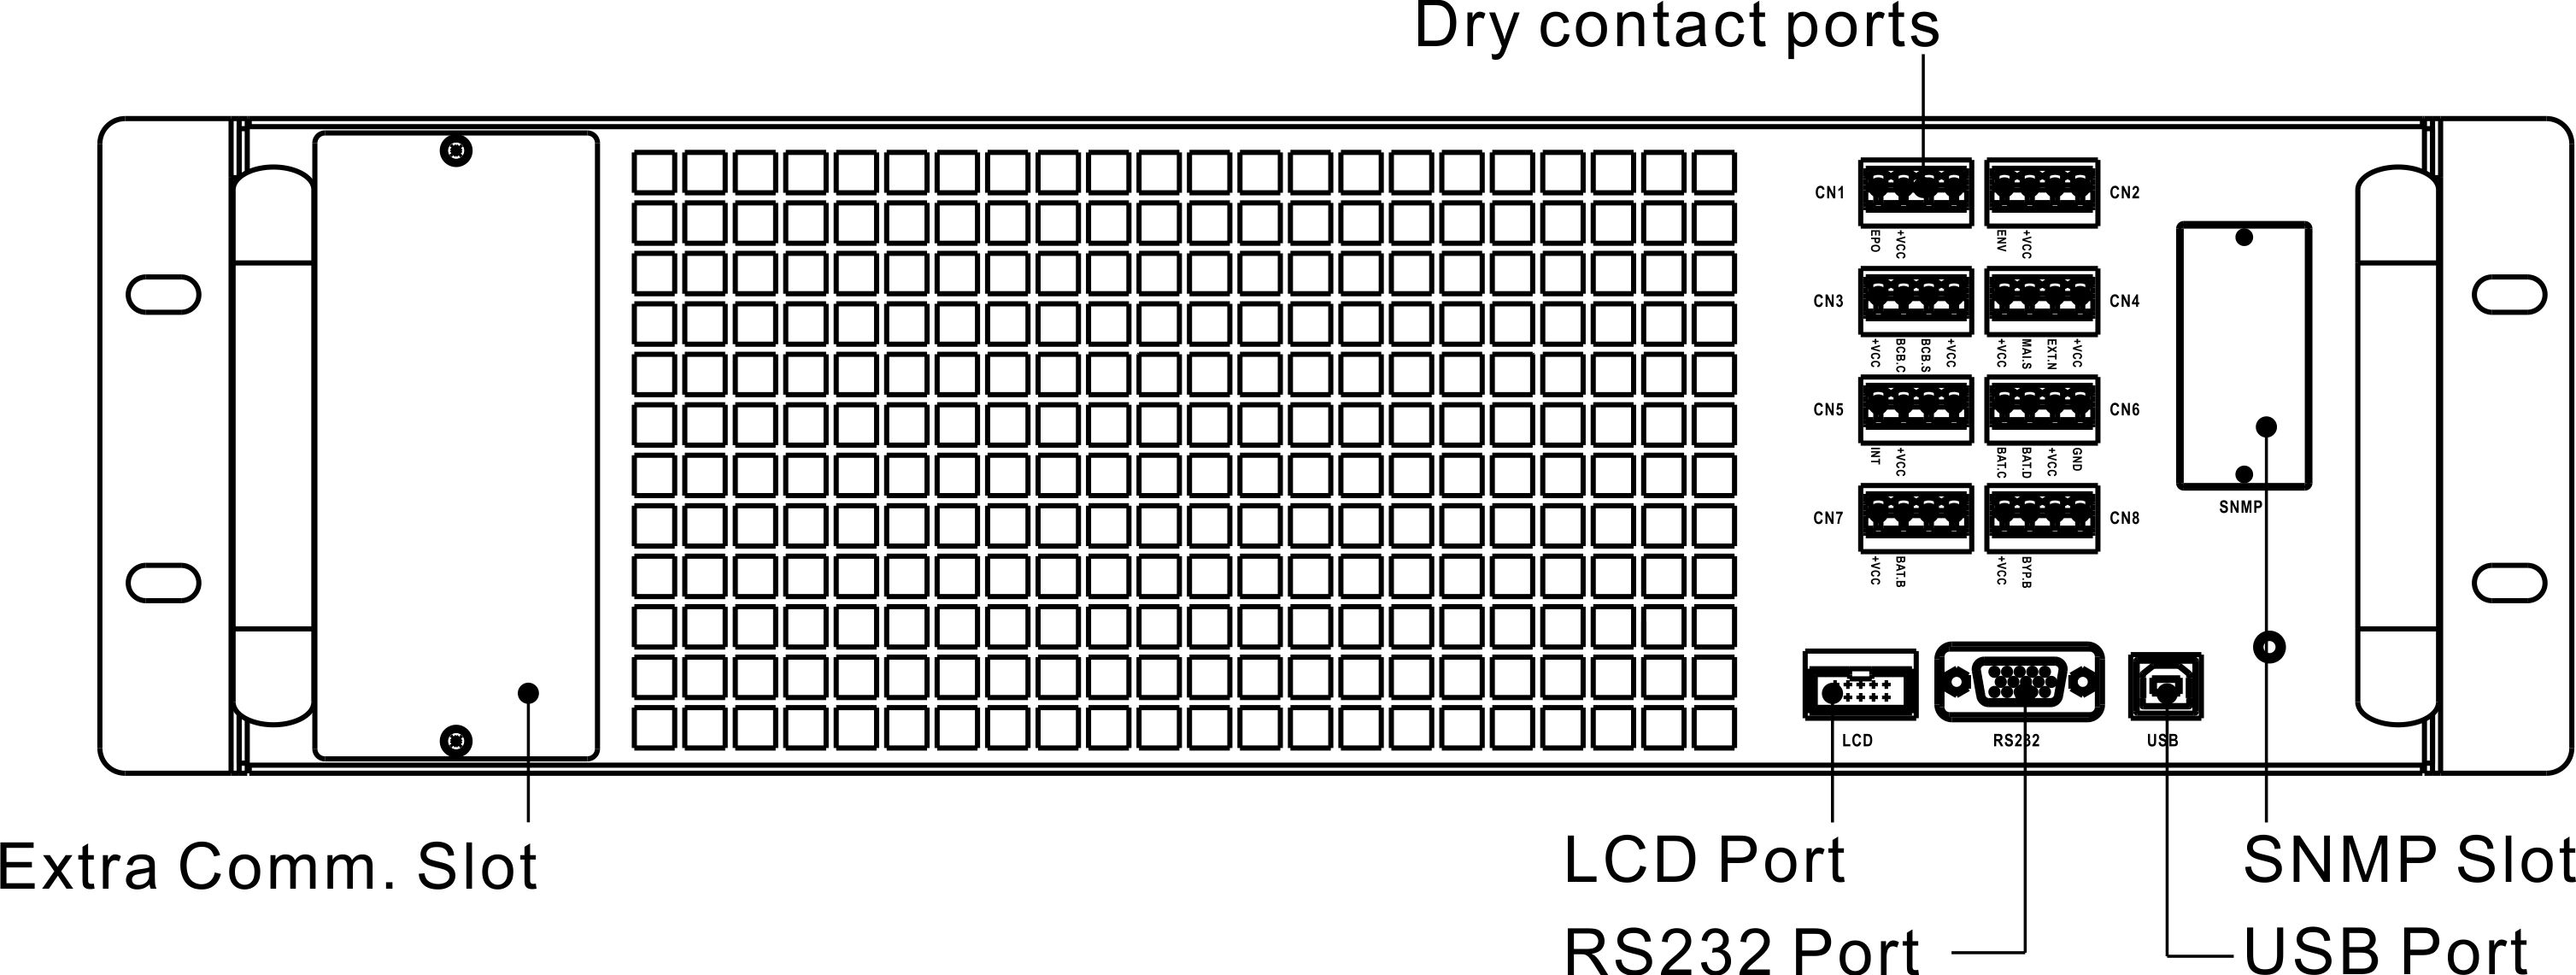 Dry contact ports
CN1
CN2
EPO +VCC
ENV +VCC
CN3
CN4
+VCC BCB.C BCB.S +VCC
+VCC MAI.S EXT.N +VCC
CN5
CN6
INT +VCC
BAT.C BAT.D +VCC GND
SNMP
CN7
CN8
+VCC BAT.B
+VCC BYP.B
LCD
RS232
USB
Extra Comm. Slot
LCD Port
SNMP Slot
RS232 Port
USB Port